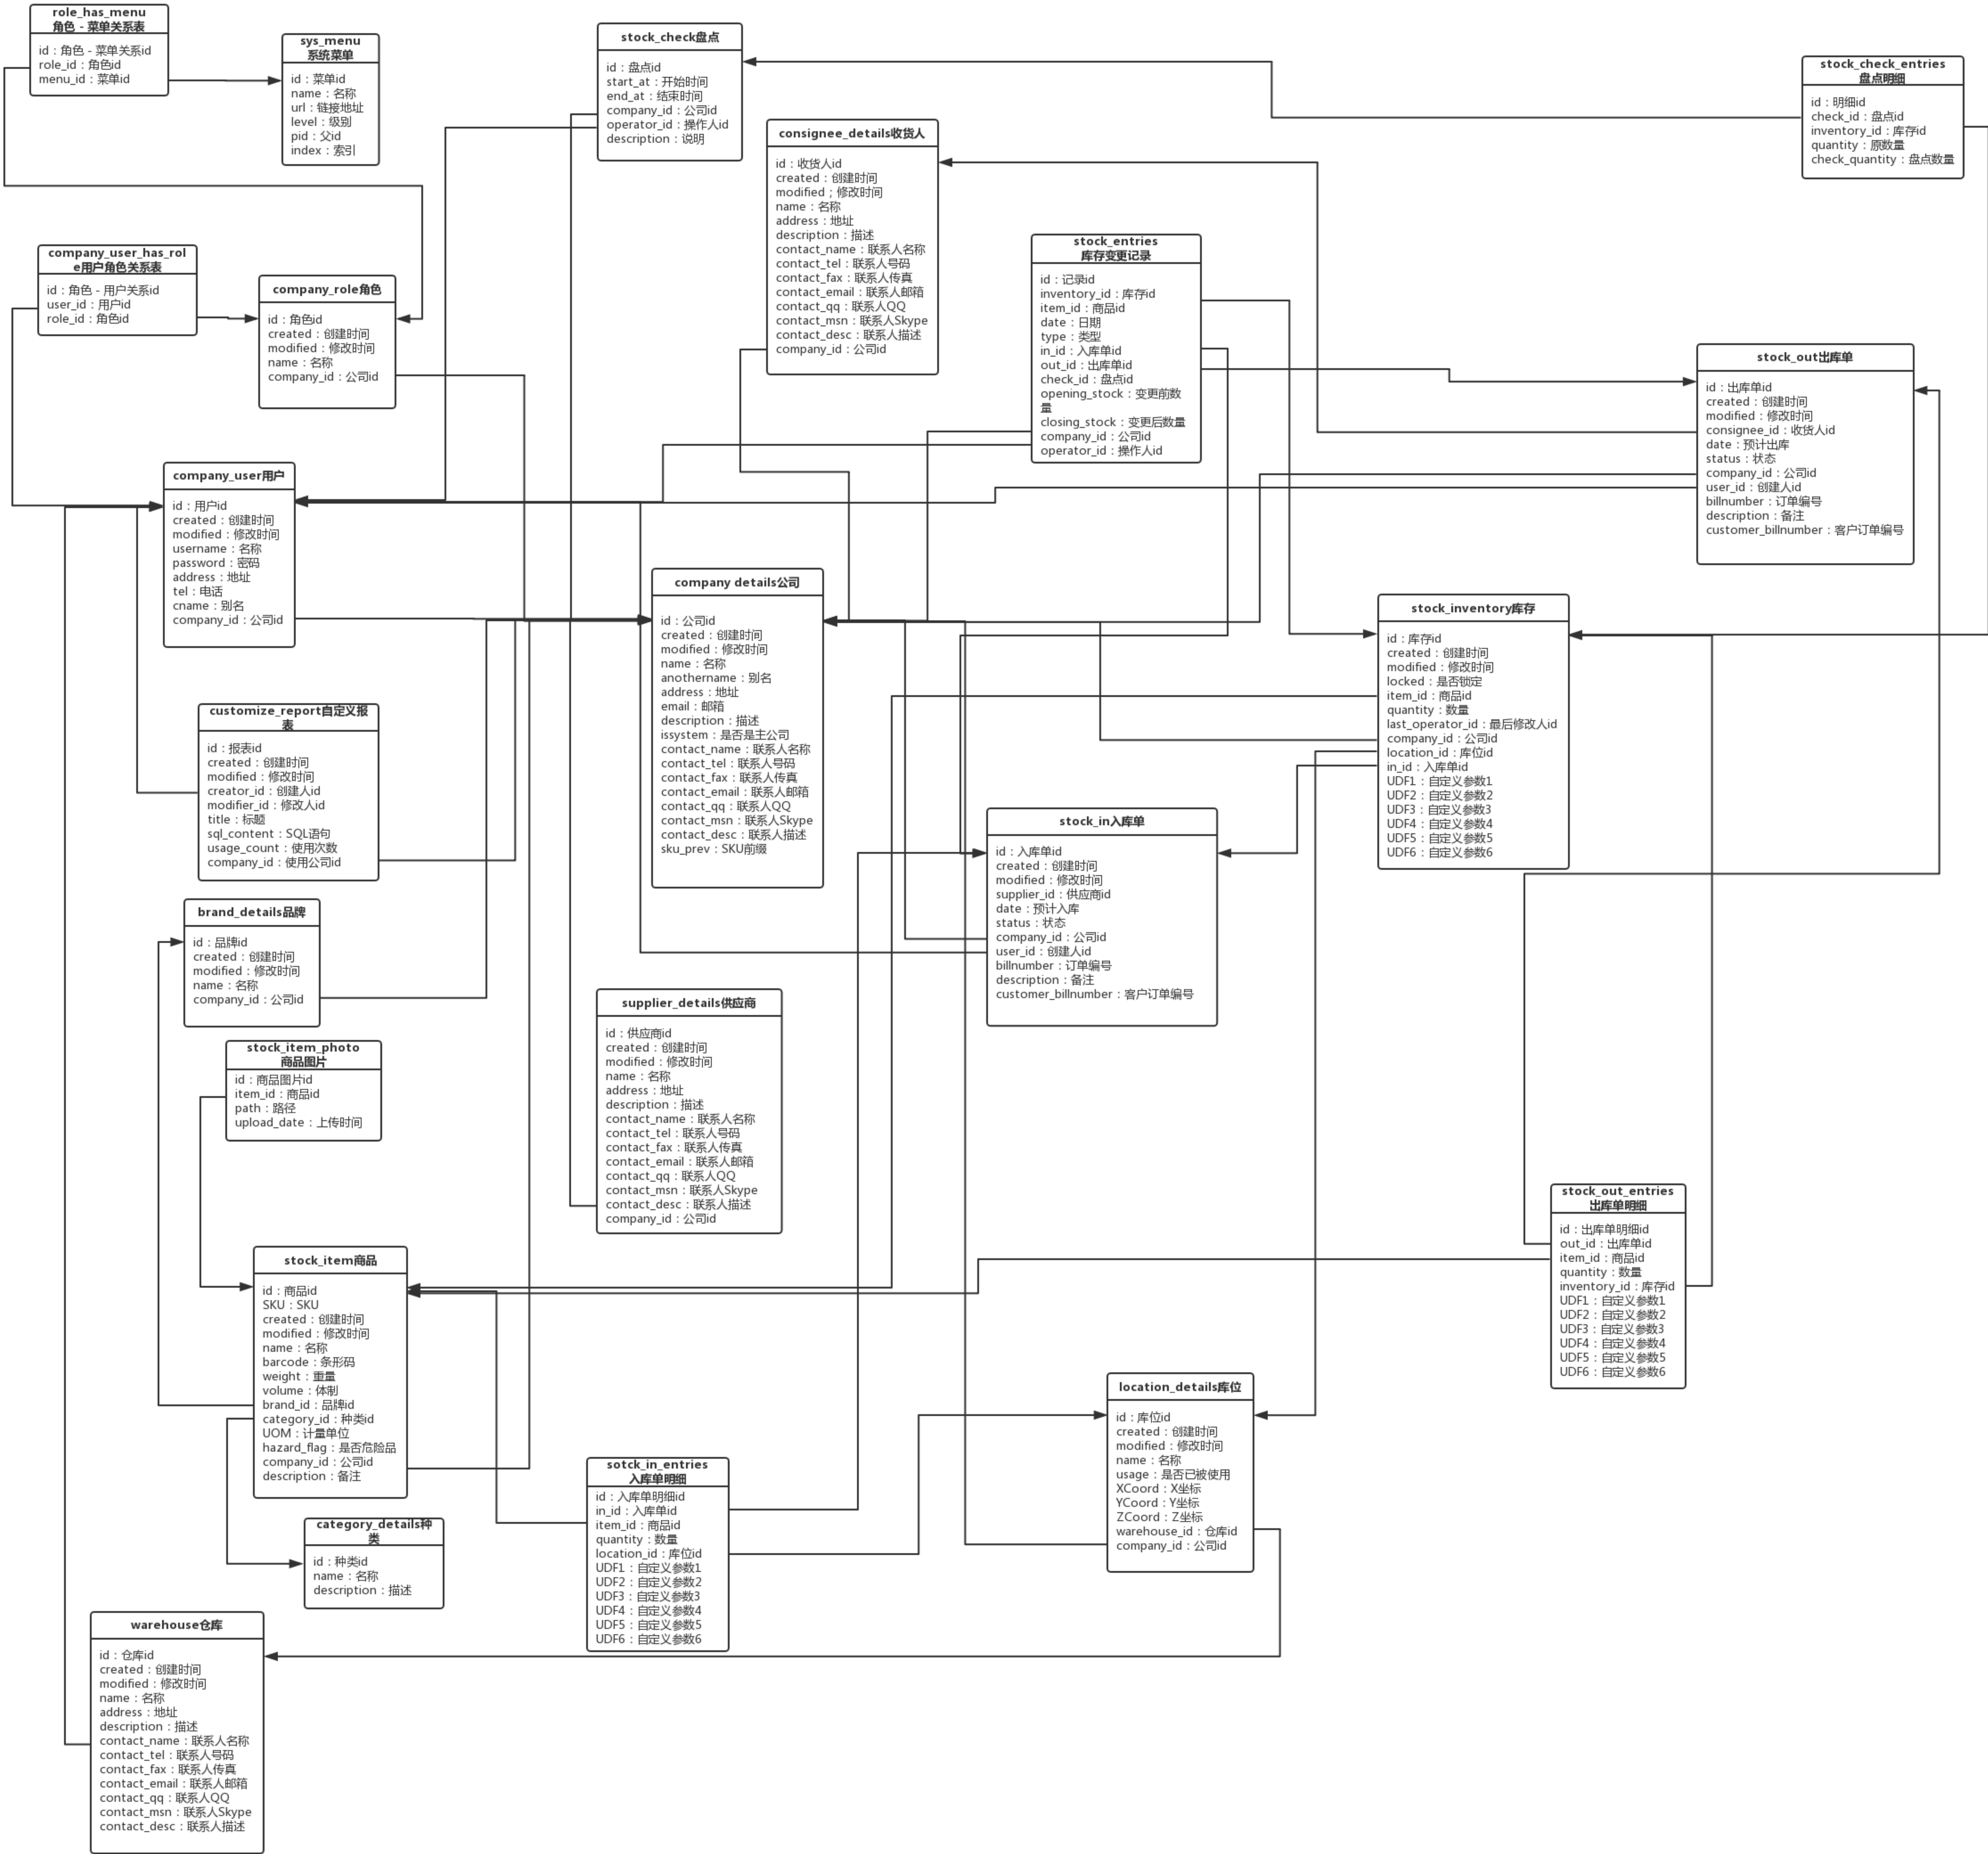 role_has_menu
角色 - 菜单关系表
id：角色 - 菜单关系id
role_id：角色id
menu_id：菜单id
sys_menu
系统菜单
id：菜单id
name：名称
url：链接地址
level：级别
pid：父id
index：索引
stock_check盘点
id：盘点id
start_at：开始时间
end_at：结束时间
company_id：公司id
operator_id：操作人id
description：说明
stock_check_entries
盘点明细
id：明细id
check_id：盘点id
inventory_id：库存id
quantity：原数量
check_quantity：盘点数量
consignee_details收货人
id：收货人id
created：创建时间
modified；修改时间
name：名称
address：地址
description：描述
contact_name：联系人名称
contact_tel：联系人号码
contact_fax：联系人传真
contact_email：联系人邮箱
contact_qq：联系人QQ
contact_msn：联系人Skype
contact_desc：联系人描述
company_id：公司id
company_user_has_rol
e用户角色关系表
id：角色 - 用户关系id
user_id：用户id
role_id：角色id
company_role角色
id：角色id
created：创建时间
modified：修改时间
name：名称
company_id：公司id
stock_entries
库存变更记录
id：记录id
inventory_id：库存id
item_id：商品id
date：日期
type：类型
in_id：入库单id
out_id：出库单id
check_id：盘点id
opening_stock：变更前数
量
closing_stock：变更后数量
company_id：公司id
operator_id：操作人id
stock_out出库单
id：出库单id
created：创建时间
modified：修改时间
consignee_id：收货人id
date：预计出库
status：状态
company_id：公司id
user_id：创建人id
billnumber：订单编号
description：备注
customer_billnumber：客户订单编号
company_user用户
id：用户id
created：创建时间
modified：修改时间
username：名称
password：密码
address：地址
tel：电话
cname：别名
company_id：公司id
company details公司
id：公司id
created：创建时间
modified：修改时间
name：名称
anothername：别名
address：地址
email：邮箱
description：描述
issystem：是否是主公司
contact_name：联系人名称
contact_tel：联系人号码
contact_fax：联系人传真
contact_email：联系人邮箱
contact_qq：联系人QQ
contact_msn：联系人Skype
contact_desc：联系人描述
sku_prev：SKU前缀
stock_inventory库存
id：库存id
created：创建时间
modified：修改时间
locked：是否锁定
item_id：商品id
quantity：数量
last_operator_id：最后修改人id
company_id：公司id
location_id：库位id
in_id：入库单id
UDF1：自定义参数1
UDF2：自定义参数2
UDF3：自定义参数3
UDF4：自定义参数4
UDF5：自定义参数5
UDF6：自定义参数6
customize_report自定义报
表
id：报表id
created：创建时间
modified：修改时间
creator_id：创建人id
modifier_id：修改人id
title：标题
sql_content：SQL语句
usage_count：使用次数
company_id：使用公司id
stock_in入库单
id：入库单id
created：创建时间
modified：修改时间
supplier_id：供应商id
date：预计入库
status：状态
company_id：公司id
user_id：创建人id
billnumber：订单编号
description：备注
customer_billnumber：客户订单编号
brand_details品牌
id：品牌id
created：创建时间
modified：修改时间
name：名称
company_id：公司id
supplier_details供应商
id：供应商id
created：创建时间
modified：修改时间
name：名称
address：地址
description：描述
contact_name：联系人名称
contact_tel：联系人号码
contact_fax：联系人传真
contact_email：联系人邮箱
contact_qq：联系人QQ
contact_msn：联系人Skype
contact_desc：联系人描述
company_id：公司id
stock_item_photo
商品图片
id：商品图片id
item_id：商品id
path：路径
upload_date：上传时间
stock_out_entries
出库单明细
id：出库单明细id
out_id：出库单id
item_id：商品id
quantity：数量
inventory_id：库存id
UDF1：自定义参数1
UDF2：自定义参数2
UDF3：自定义参数3
UDF4：自定义参数4
UDF5：自定义参数5
UDF6：自定义参数6
stock_item商品
id：商品id
SKU：SKU
created：创建时间
modified：修改时间
name：名称
barcode：条形码
weight：重量
volume：体制
brand_id：品牌id
category_id：种类id
UOM：计量单位
hazard_flag：是否危险品
company_id：公司id
description：备注
location_details库位
id：库位id
created：创建时间
modified：修改时间
name：名称
usage：是否已被使用
XCoord：X坐标
YCoord：Y坐标
ZCoord：Z坐标
warehouse_id：仓库id
company_id：公司id
sotck_in_entries
入库单明细
id：入库单明细id
in_id：入库单id
item_id：商品id
quantity：数量
location_id：库位id
UDF1：自定义参数1
UDF2：自定义参数2
UDF3：自定义参数3
UDF4：自定义参数4
UDF5：自定义参数5
UDF6：自定义参数6
category_details种
类
id：种类id
name：名称
description：描述
warehouse仓库
id：仓库id
created：创建时间
modified：修改时间
name：名称
address：地址
description：描述
contact_name：联系人名称
contact_tel：联系人号码
contact_fax：联系人传真
contact_email：联系人邮箱
contact_qq：联系人QQ
contact_msn：联系人Skype
contact_desc：联系人描述